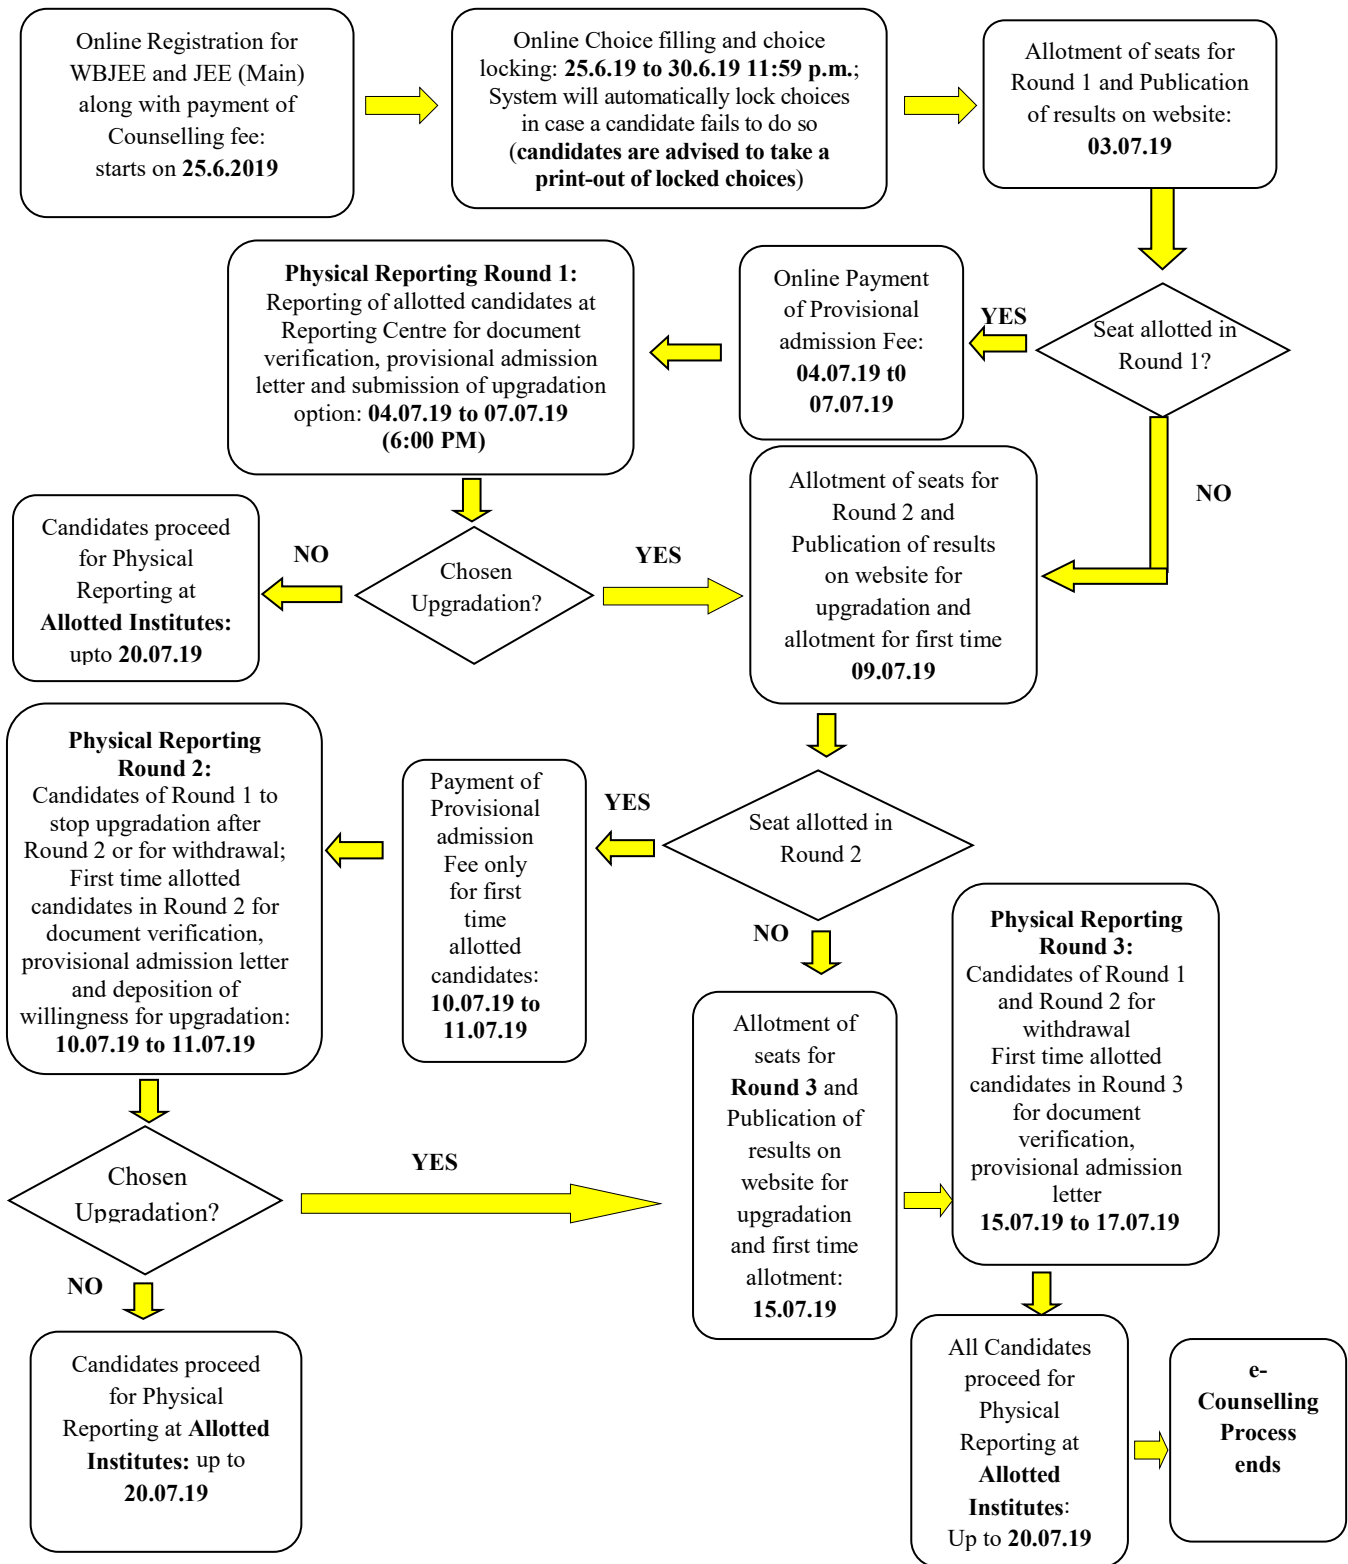 Online Registration for
WBJEE and JEE (Main)
along with payment of
Counselling fee:
starts on 25.6.2019
Online Choice filling and choice
locking: 25.6.19 to 30.6.19 11:59 p.m.;
System will automatically lock choices
in case a candidate fails to do so
(candidates are advised to take a
print-out of locked choices)
Allotment of seats for
Round 1 and Publication
of results on website:
03.07.19
Seat allotted in
Round 1?
YES
NO
Online Payment
of Provisional
admission Fee:
04.07.19 t0
07.07.19
Physical Reporting Round 1:
Reporting of allotted candidates at
Reporting Centre for document
verification, provisional admission
letter and submission of upgradation
option: 04.07.19 to 07.07.19
(6:00 PM)
Chosen
Upgradation?
NO
YES
Candidates proceed
for Physical
Reporting at
Allotted Institutes:
upto 20.07.19
Allotment of seats for
Round 2 and
Publication of results
on website for
upgradation and
allotment for first time
09.07.19
Seat allotted in
Round 2
YES
NO
Payment of
Provisional
admission
Fee only
for first
time
allotted
candidates:
10.07.19 to
11.07.19
Physical Reporting
Round 2:
Candidates of Round 1 to
stop upgradation after
Round 2 or for withdrawal;
First time allotted
candidates in Round 2 for
document verification,
provisional admission letter
and deposition of
willingness for upgradation:
10.07.19 to 11.07.19
Chosen
Upgradation?
YES
NO
Candidates proceed
for Physical
Reporting at Allotted
Institutes: up to
20.07.19
Allotment of
seats for
Round 3 and
Publication of
results on
website for
upgradation
and first time
allotment:
15.07.19
Physical Reporting
Round 3:
Candidates of Round 1
and Round 2 for
withdrawal
First time allotted
candidates in Round 3
for document
verification,
provisional admission
letter
15.07.19 to 17.07.19
All Candidates
proceed for
Physical
Reporting at
Allotted
Institutes:
Up to 20.07.19
e-
Counselling
Process
ends